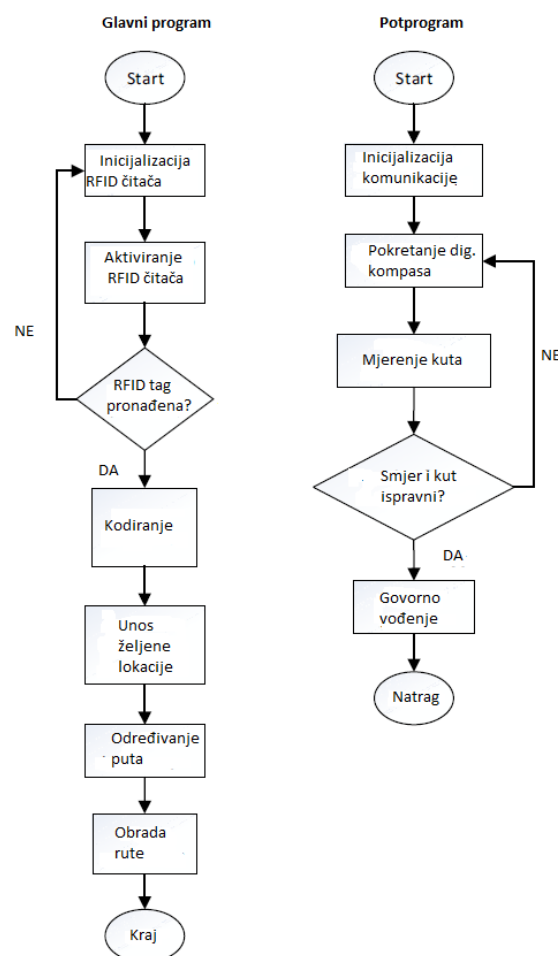 Glavni program
Start
Inicijalizacija
RFID čitača
Aktiviranje
RFID čitača
NE
RFID tag
pronađena?
DA
Kodiranje
Unos
željene
lokacije
Određivanje
puta
Obrada
rute
Kraj
Potprogram
Start
Inicijalizacija
komunikacije
Pokretanje dig.
kompasa
NE
Mjerenje kuta
Smjer i kut
ispravni?
DA
Govorno
vođenje
Natrag